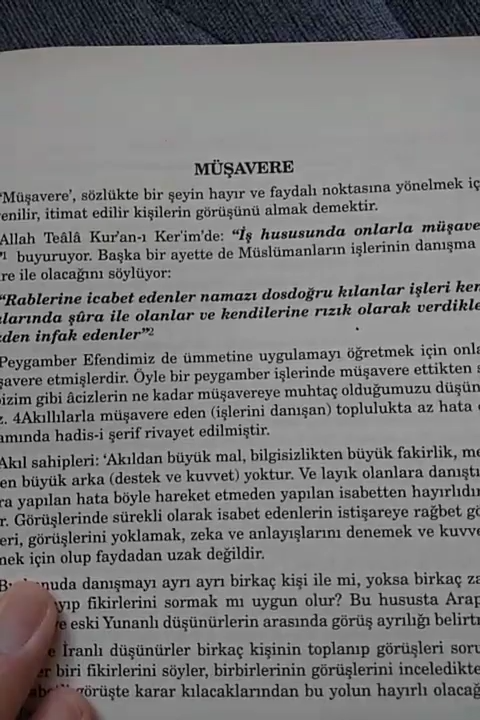 MÜŞAVERE
'Müşavere', sözlükte bir şeyin hayır ve faydalı noktasına yönelmek iç
enilir, itimat edilir kişilerin görüşünü almak demektir.
Allah Teâlâ Kur'an-ı Ker'im'de: "İş hususunda onlarla müşave
"1 buyuruyor. Başka bir ayette de Müslümanların işlerinin danışma
re ile olacağını söylüyor:
"Rablerine icabet edenler namazı dosdoğru kılanlar işleri ken
larında şûra ile olanlar ve kendilerine rızık olarak verdikle
den infak edenler"2
Peygamber Efendimiz de ümmetine uygulamayı öğretmek için onla
şavere etmişlerdir. Öyle bir peygamber işlerinde müşavere ettikten s
bizim gibi âcizlerin ne kadar müşavereye muhtaç olduğumuzu düşün
z. 4Akıllılarla müşavere eden (işlerini danışan) toplulukta az hata
amında hadis-i şerif rivayet edilmiştir.
Akıl sahipleri: 'Akıldan büyük mal, bilgisizlikten büyük fakirlik, me
en büyük arka (destek ve kuvvet) yoktur. Ve layık olanlara danıştı
ra yapılan hata böyle hareket etmeden yapılan isabetten hayırlıdı
r. Görüşlerinde sürekli olarak isabet edenlerin istişareye rağbet gö
eri, görüşlerini yoklamak, zeka ve anlayışlarını denemek ve kuvve
mek için olup faydadan uzak değildir.
Bu konuda danışmayı ayrı ayrı birkaç kişi ile mi, yoksa birkaç za
yıp fikirlerini sormak mı uygun olur? Bu hususta Arap
ve eski Yunanlı düşünürlerin arasında görüş ayrılığı belirt
e İranlı düşünürler birkaç kişinin toplanıp görüşleri soru
er biri fikirlerini söyler, birbirlerinin görüşlerini inceledikte
görüşte karar kılacaklarından bu yolun hayırlı olacağ